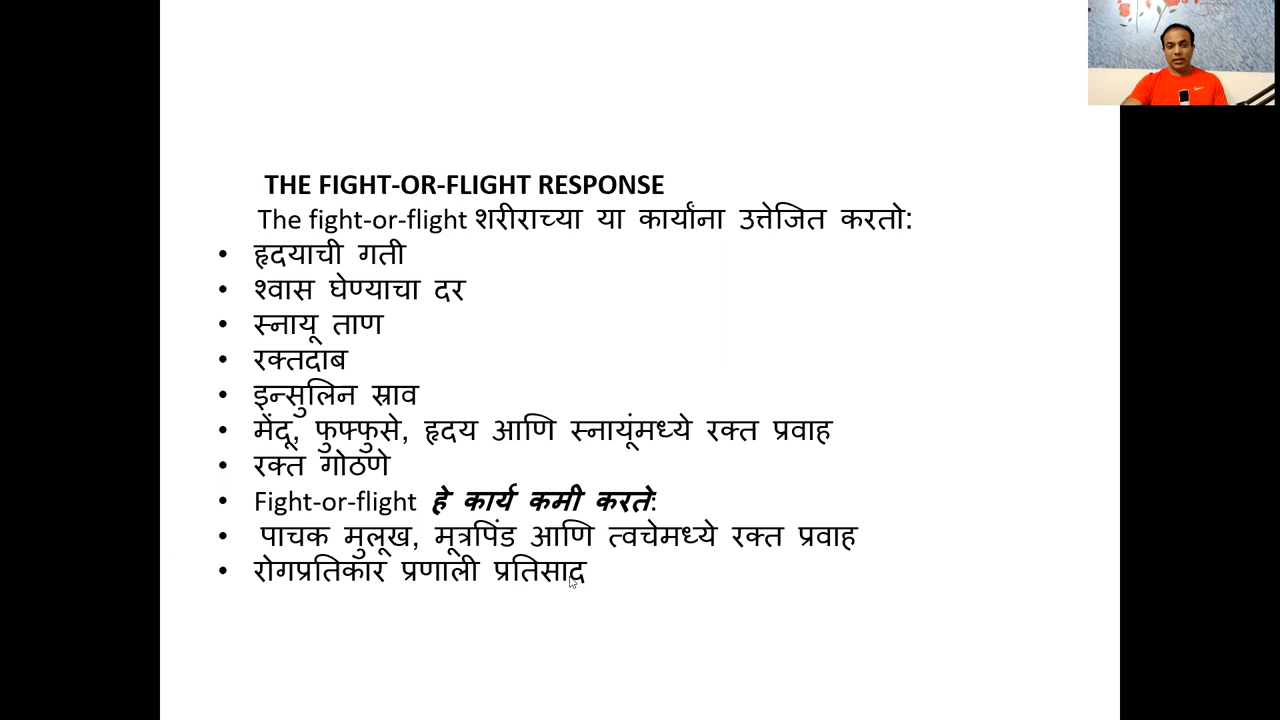 THE FIGHT-OR-FLIGHT RESPONSE
The fight-or-flight शरीराच्या या कार्यांना उत्तेजित करतो:
• हृदयाची गती
• श्वास घेण्याचा दर
• स्नायू ताण
• रक्तदाब
• इन्सुलिन स्राव
• मेंदू, फुफ्फुसे, हृदय आणि स्नायूंमध्ये रक्त प्रवाह
• रक्त गोठणे
• Fight-or-flight हे कार्य कमी करते:
• पाचक मुलूख, मूत्रपिंड आणि त्वचेमध्ये रक्त प्रवाह
• रोगप्रतिकार प्रणाली प्रतिसाद